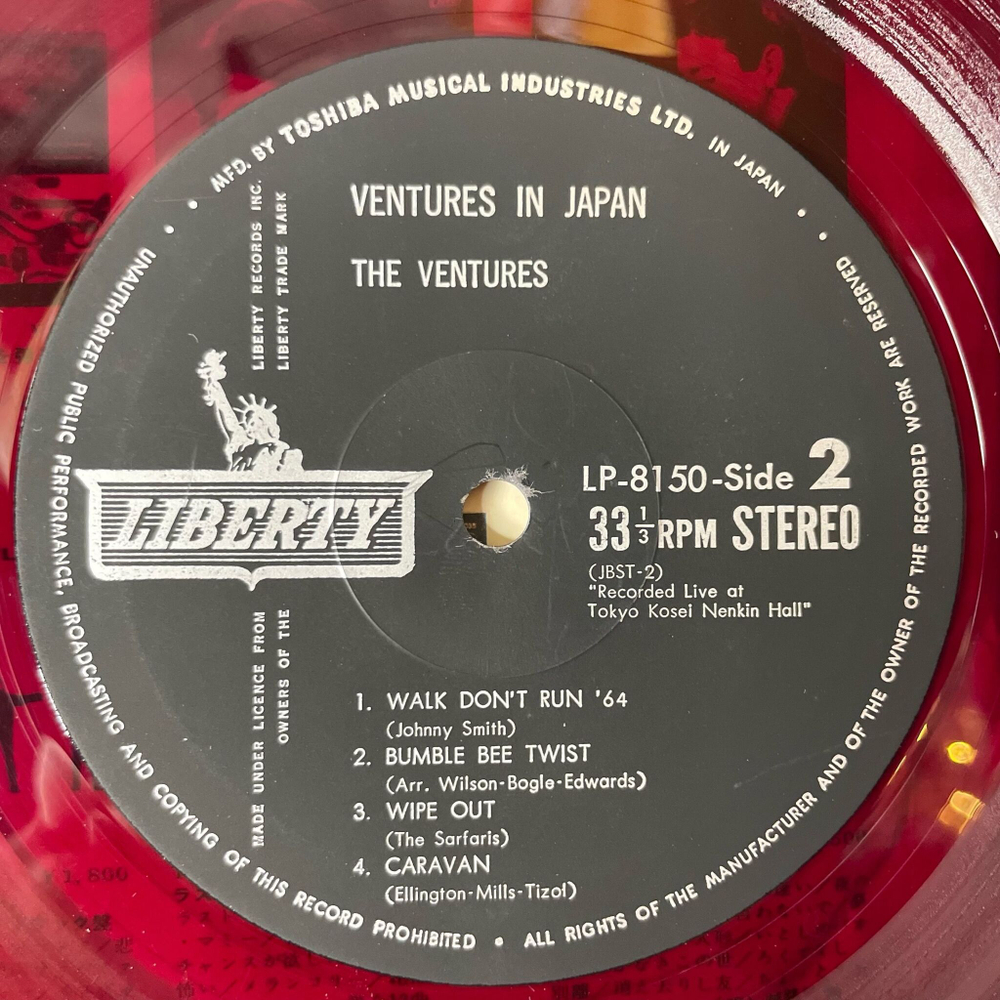 MFD. BY TOSHIBA MUSICAL INDUSTRIES LTD. IN JAPAN
VENTURES IN JAPAN
THE VENTURES
LIBERTY RECORDS INC.
LIBERTY TRADE MARK
LIBERTY
LP-8150-Side 2
33 1/3 RPM STEREO
(JBST-2)
"Recorded Live at
Tokyo Kosei Nenkin Hall"
MADE UNDER LICENCE FROM
OWNERS OF THE
1. WALK DON'T RUN '64
(Johnny Smith)
2. BUMBLE BEE TWIST
(Arr. Wilson-Bogle-Edwards)
3. WIPE OUT
(The Sarfaris)
4. CARAVAN
(Ellington-Mills-Tizol)
UNAUTHORIZED PUBLIC PERFORMANCE, BROADCASTING AND COPYING OF THIS RECORD PROHIBITED • ALL RIGHTS OF THE MANUFACTURER AND OF THE OWNER OF THE RECORDED WORK ARE RESERVED
¥1,800